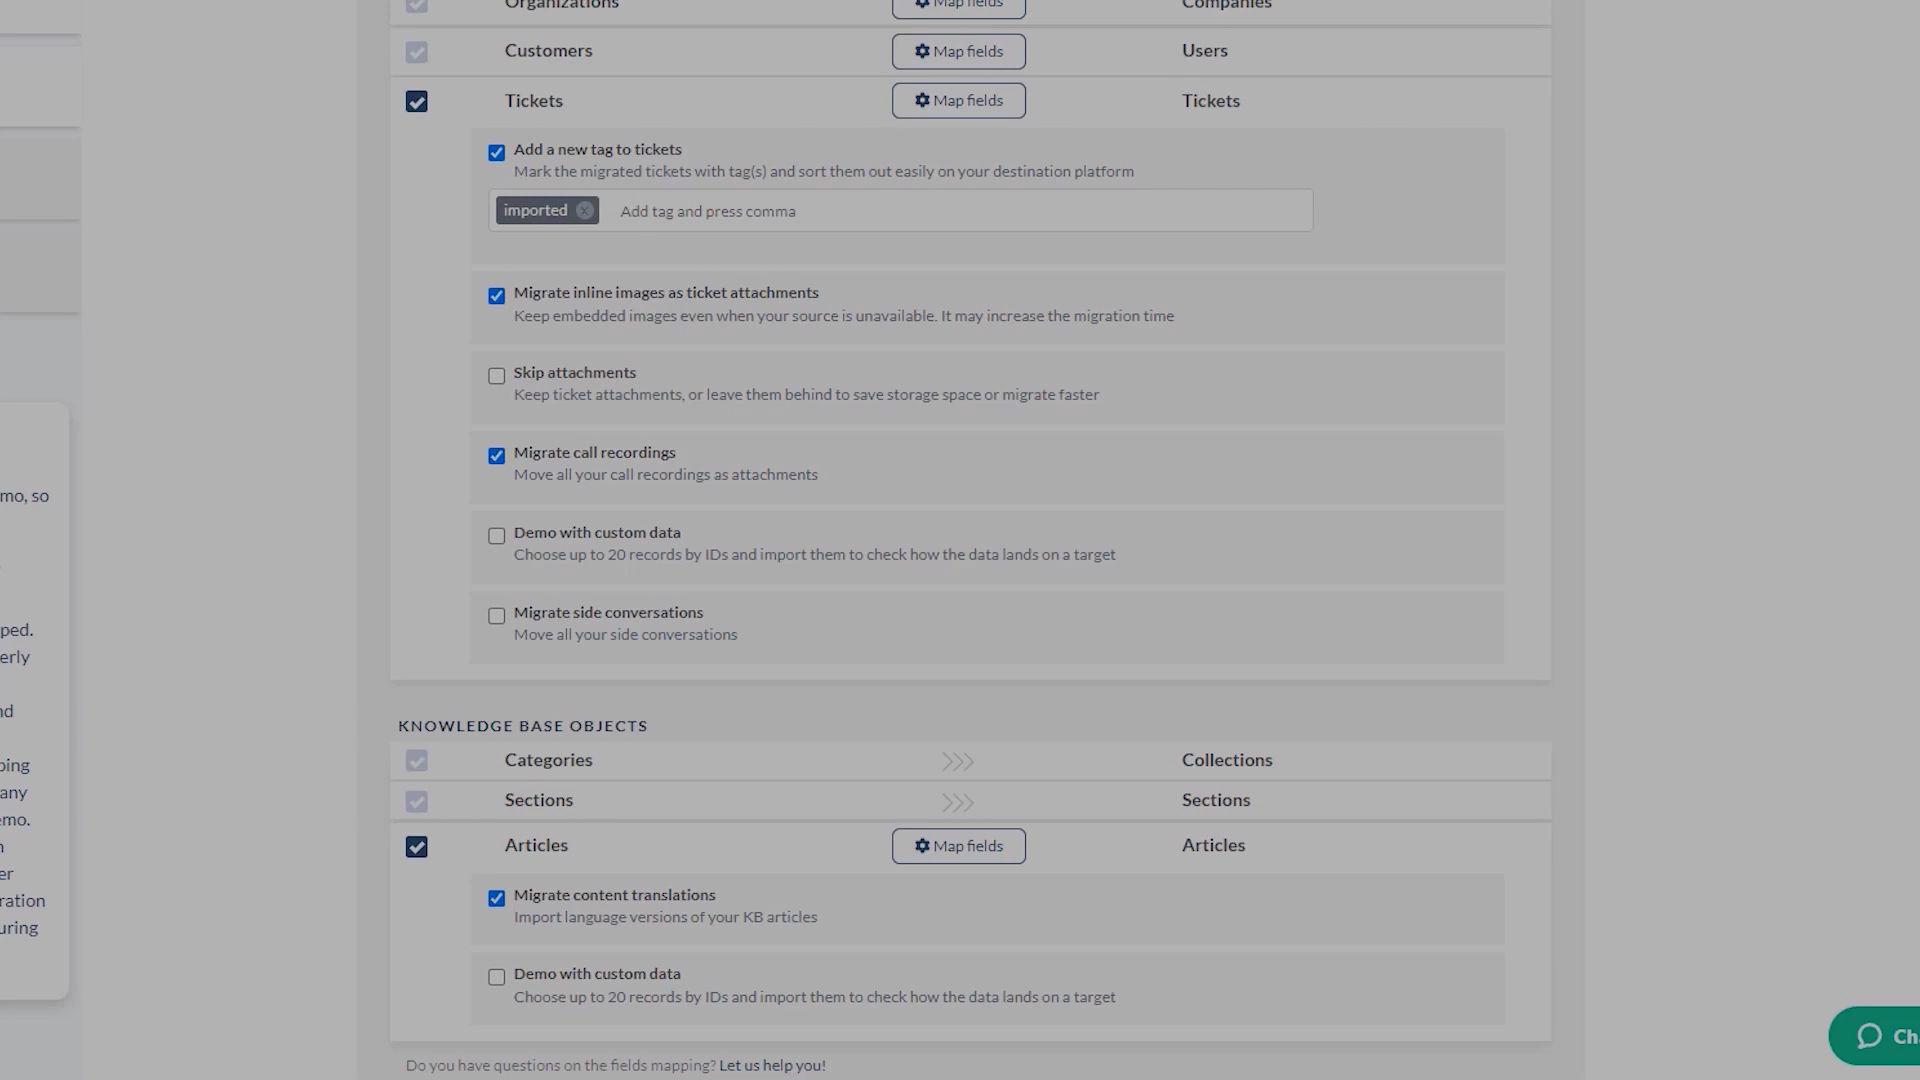 Organizations Map fields Companies
Customers Map fields Users
Tickets Map fields Tickets
Add a new tag to tickets
Mark the migrated tickets with tag(s) and sort them out easily on your destination platform
imported Add tag and press comma
Migrate inline images as ticket attachments
Keep embedded images even when your source is unavailable. It may increase the migration time
Skip attachments
Keep ticket attachments, or leave them behind to save storage space or migrate faster
Migrate call recordings
Move all your call recordings as attachments
Demo with custom data
Choose up to 20 records by IDs and import them to check how the data lands on a target
Migrate side conversations
Move all your side conversations
KNOWLEDGE BASE OBJECTS
Categories Collections
Sections Sections
Articles Map fields Articles
Migrate content translations
Import language versions of your KB articles
Demo with custom data
Choose up to 20 records by IDs and import them to check how the data lands on a target
Do you have questions on the fields mapping? Let us help you!
mo, so
ped.
erly
nd
ping
any
emo.
n
er
ration
uring
Ch